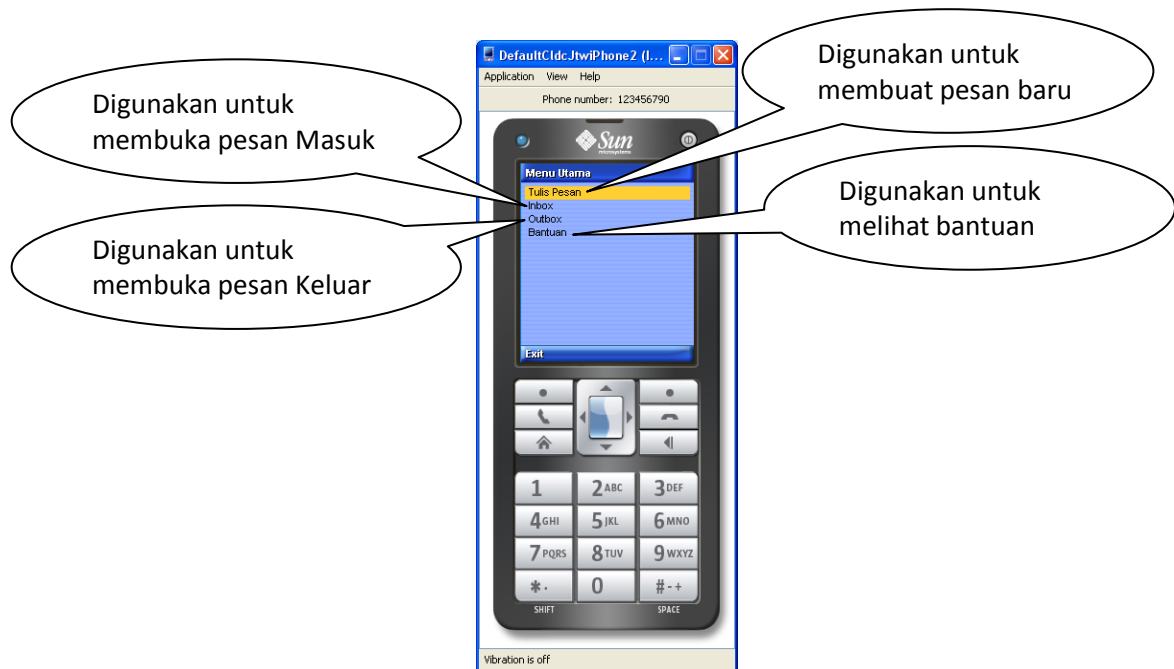 DefaultCldcJtwiPhone2 (I...
Application View Help
Phone number: 123456790
Digunakan untuk
membuka pesan Masuk
Digunakan untuk
membuat pesan baru
Digunakan untuk
membuka pesan Keluar
Digunakan untuk
melihat bantuan
Sun
microsystems
Menu Utama
Tulis Pesan
Inbox
Outbox
Bantuan
Exit
1 2 ABC 3 DEF
4 GHI 5 JKL 6 MNO
7 PQRS 8 TUV 9 WXYZ
* . 0 # - +
SHIFT SPACE
Vibration is off